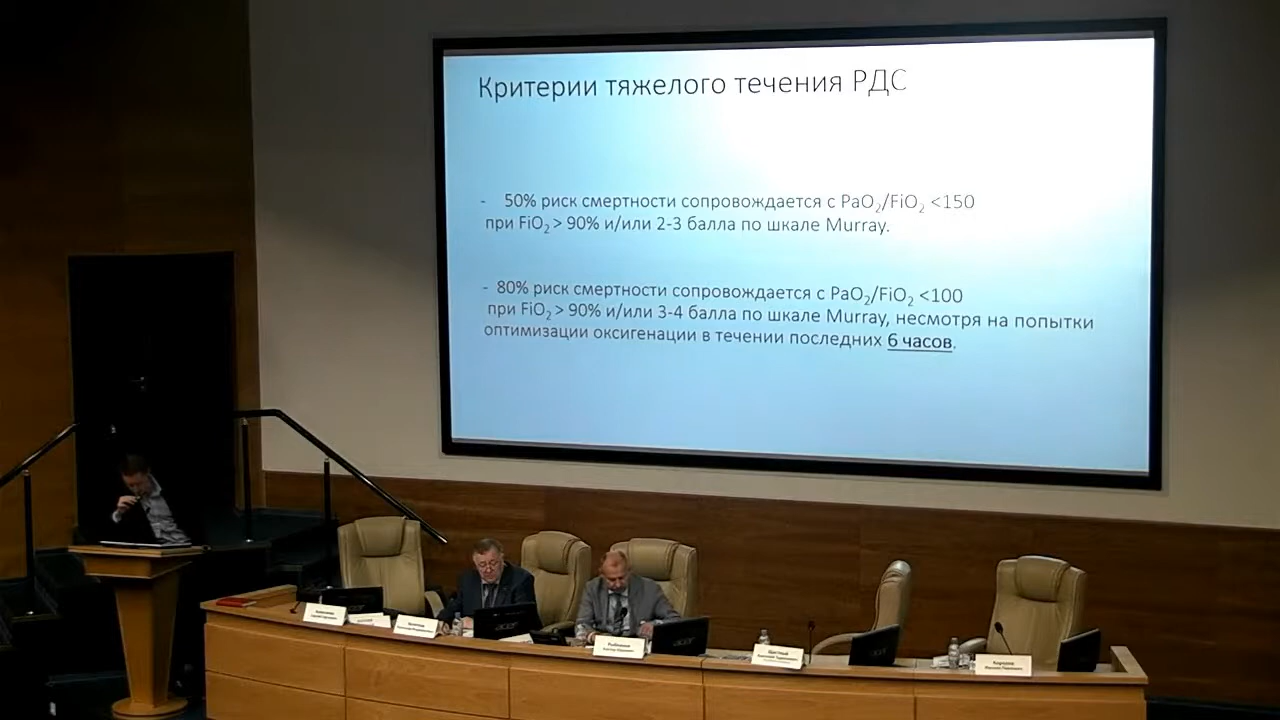 Критерии тяжелого течения РДС
- 50% риск смертности сопровождается с PaO₂/FiO₂ <150
при FiO₂ > 90% и/или 2-3 балла по шкале Murray.
- 80% риск смертности сопровождается с PaO₂/FiO₂ <100
при FiO₂ > 90% и/или 3-4 балла по шкале Murray, несмотря на попытки
оптимизации оксигенации в течении последних 6 часов.
acer
acer